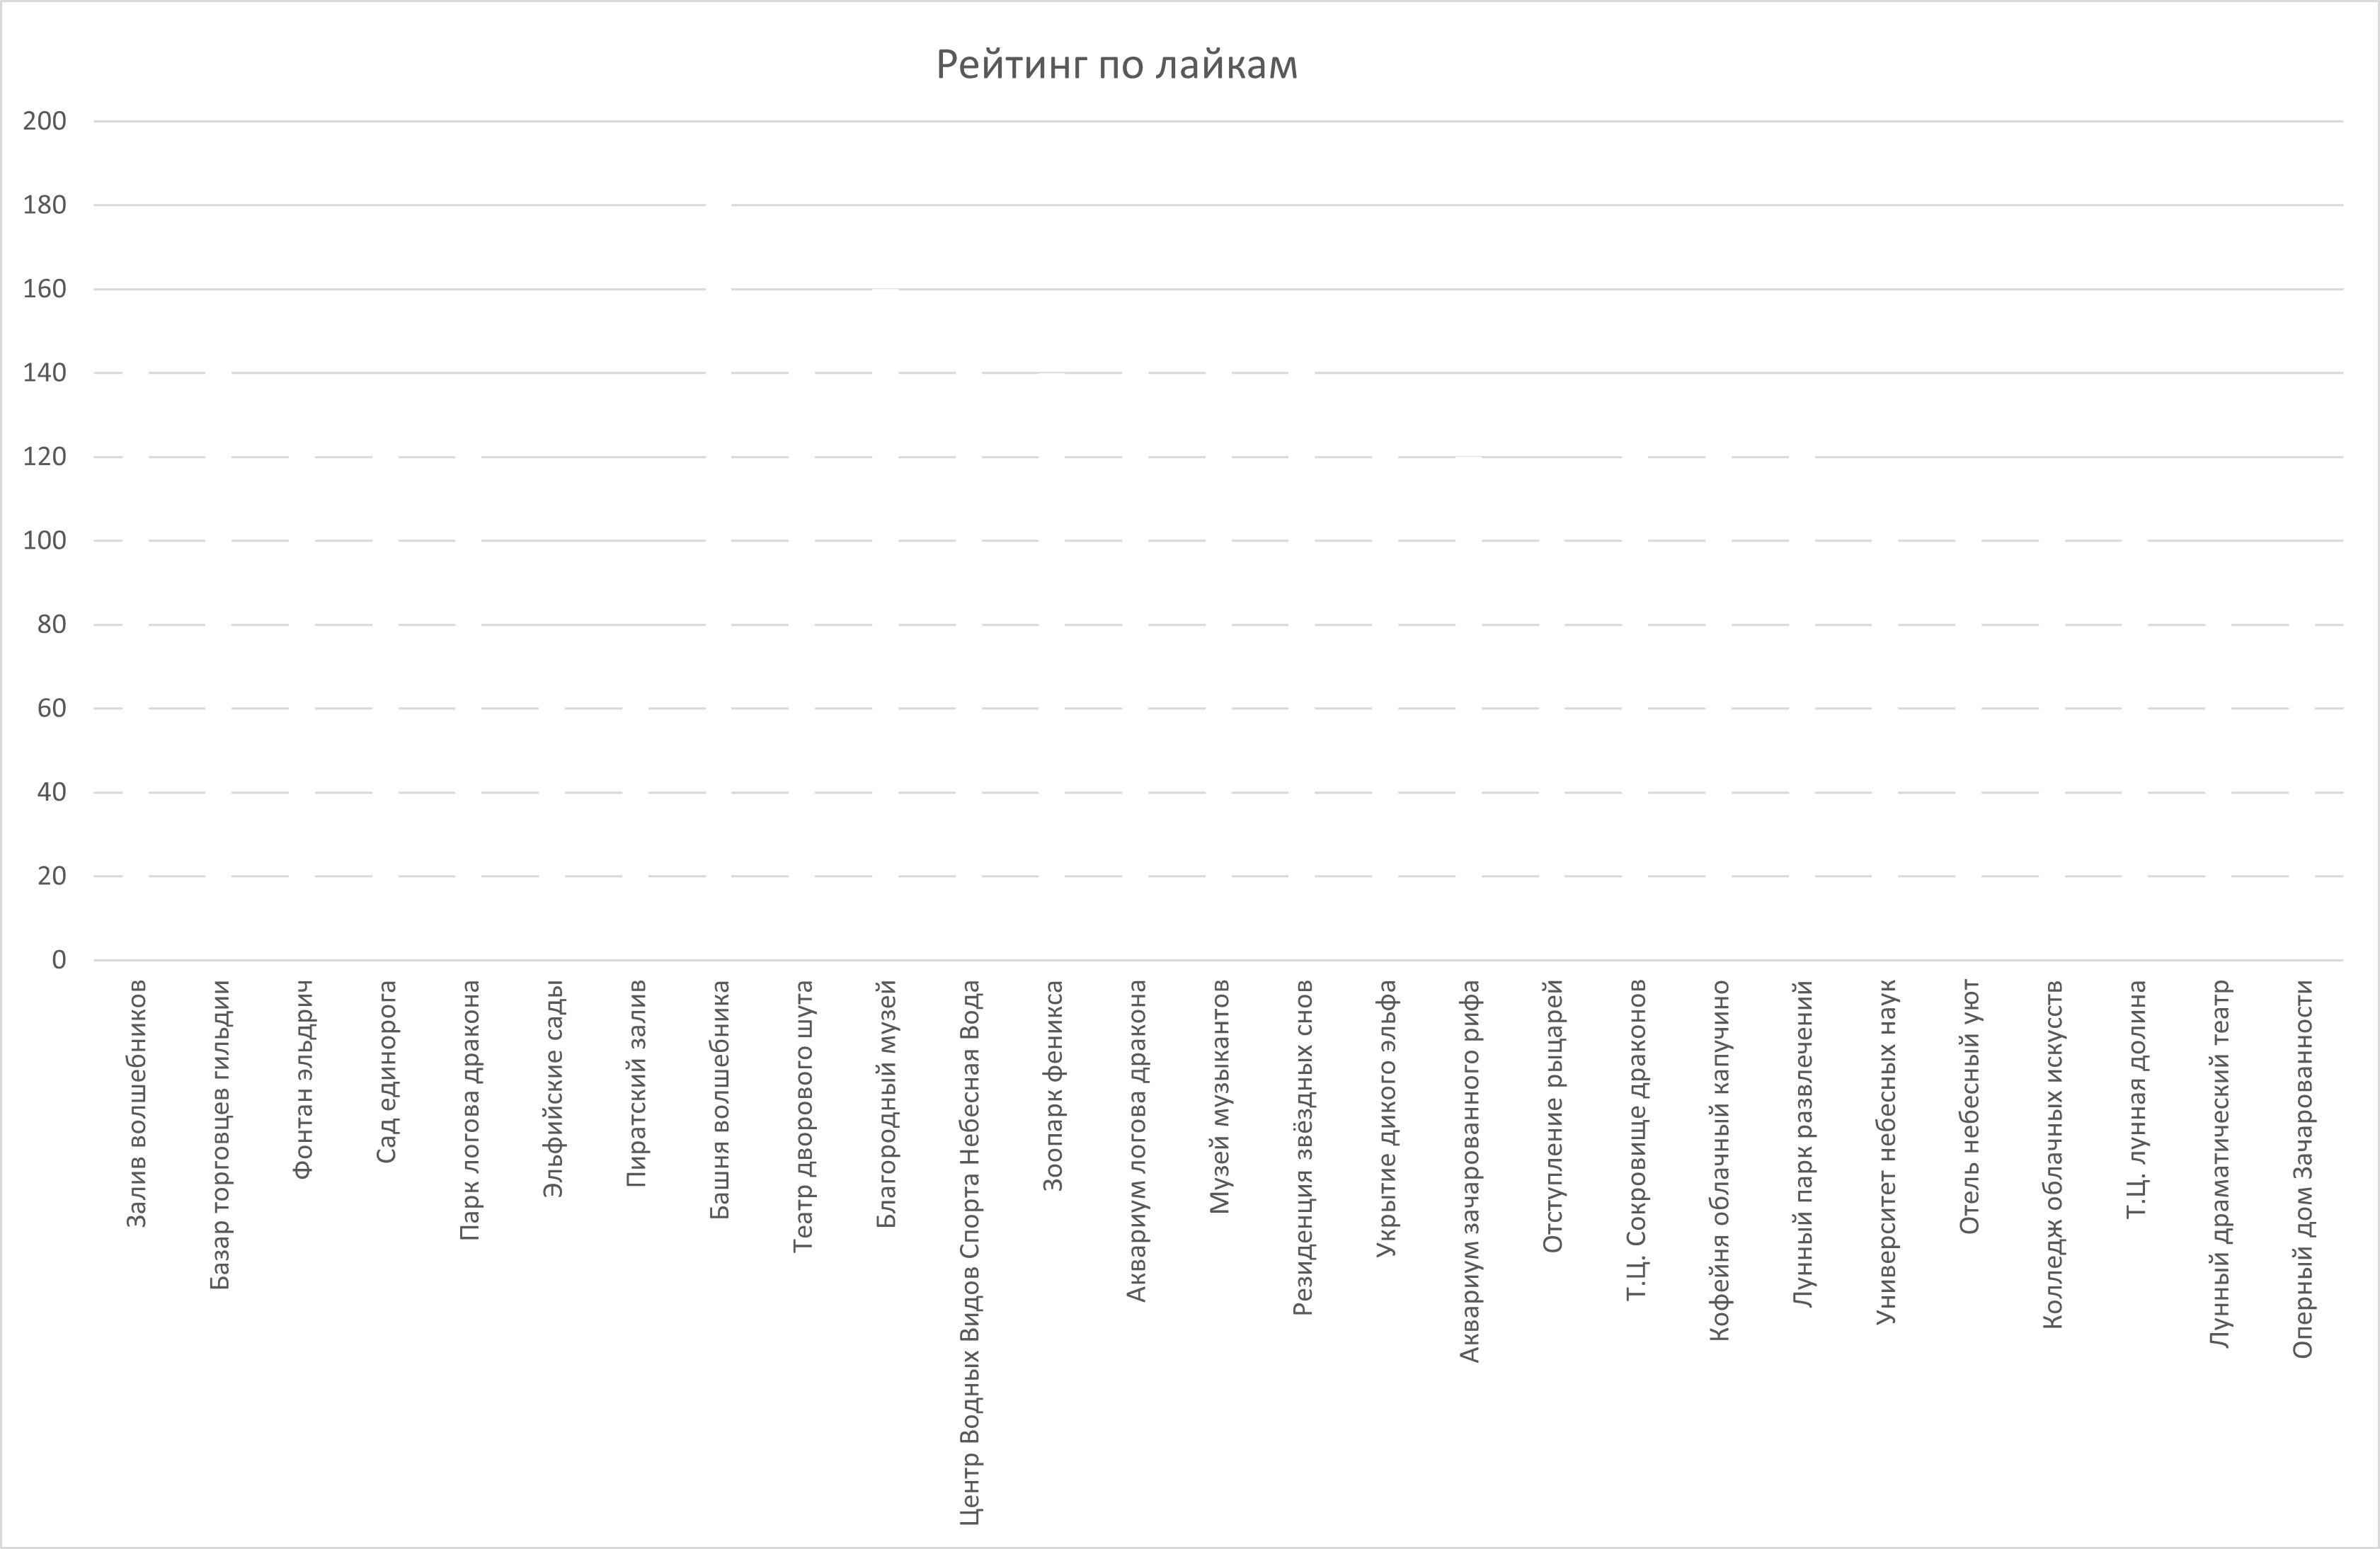 Рейтинг по лайкам
200
180
160
140
120
100
80
60
40
20
0
Залив волшебников
Базар торговцев гильдии
Фонтан эльдрич
Сад единорога
Парк логова дракона
Эльфийские сады
Пиратский залив
Башня волшебника
Театр дворового шута
Благородный музей
Центр Водных Видов Спорта Небесная Вода
Зоопарк феникса
Аквариум логова дракона
Музей музыкантов
Резиденция звёздных снов
Укрытие дикого эльфа
Аквариум зачарованного рифа
Отступление рыцарей
Т.Ц. Сокровище драконов
Кофейня облачный капучино
Лунный парк развлечений
Университет небесных наук
Отель небесный уют
Колледж облачных искусств
Т.Ц. лунная долина
Лунный драматический театр
Оперный дом Зачарованности